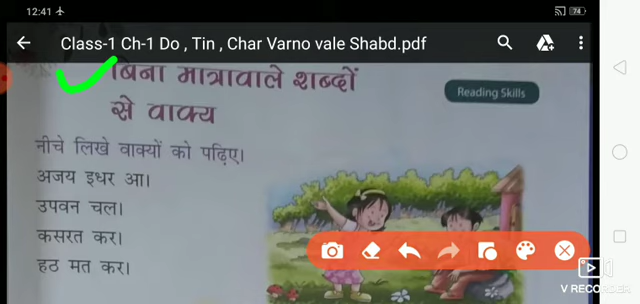 12:41
74
Class-1 Ch-1 Do , Tin , Char Varno vale Shabd.pdf
बिना मात्रावाले शब्दों
से वाक्य
Reading Skills
नीचे लिखे वाक्यों को पढ़िए।
अजय इधर आ।
उपवन चल।
कसरत कर।
हठ मत कर।
V RECORDER